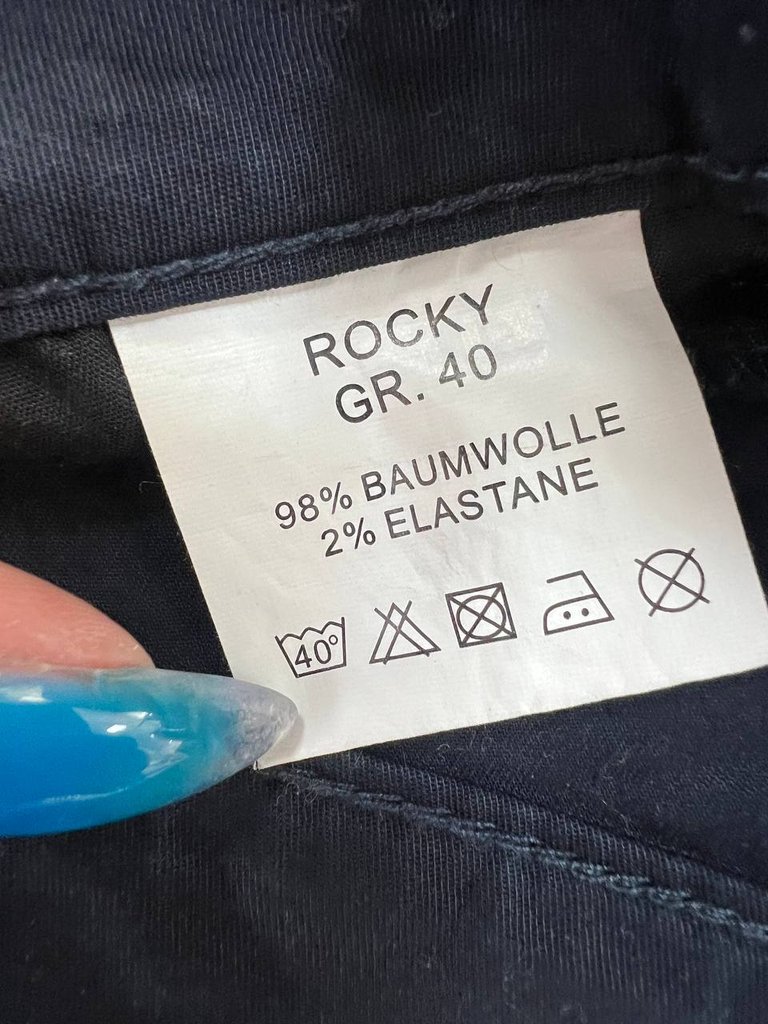 ROCKY
GR. 40
98% BAUMWOLLE
2% ELASTANE
40°